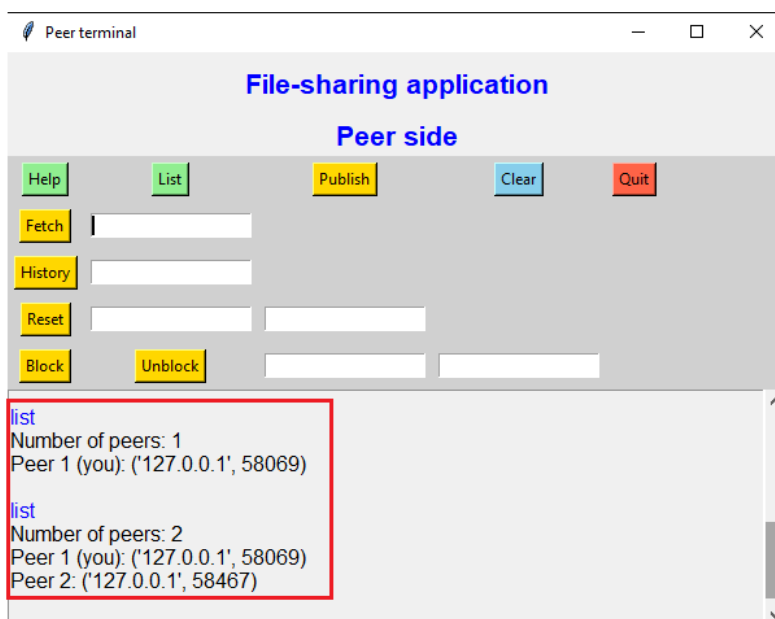 Peer terminal
File-sharing application
Peer side
Help List Publish Clear Quit
Fetch
History
Reset
Block Unblock
list
Number of peers: 1
Peer 1 (you): ('127.0.0.1', 58069)
list
Number of peers: 2
Peer 1 (you): ('127.0.0.1', 58069)
Peer 2: ('127.0.0.1', 58467)